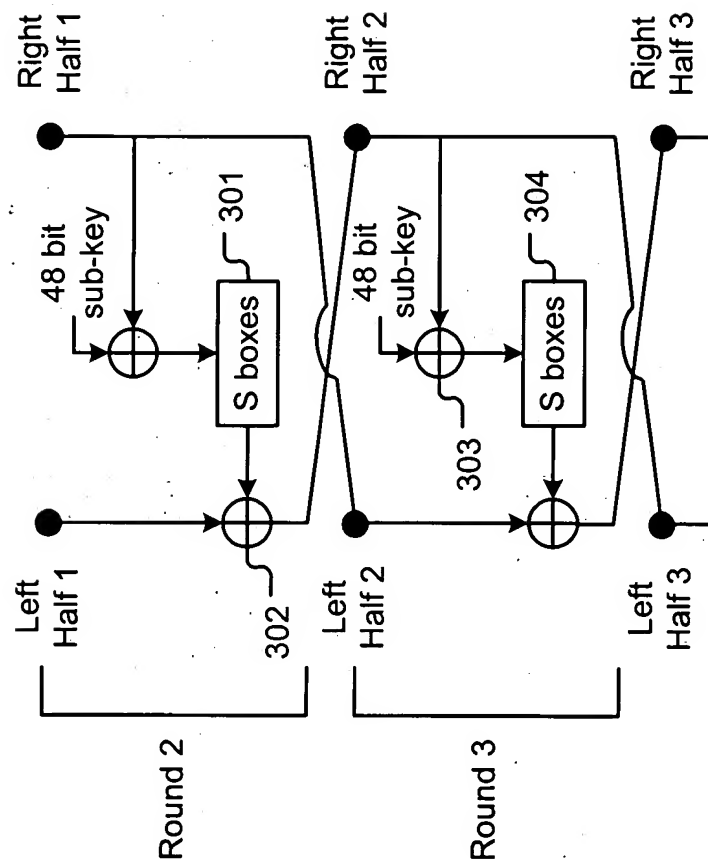 Round 2
Left
Half 1
302
48 bit
sub-key
S boxes
301
Right
Half 1
Round 3
Left
Half 2
303
48 bit
sub-key
S boxes
304
Right
Half 2
Left
Half 3
Right
Half 3